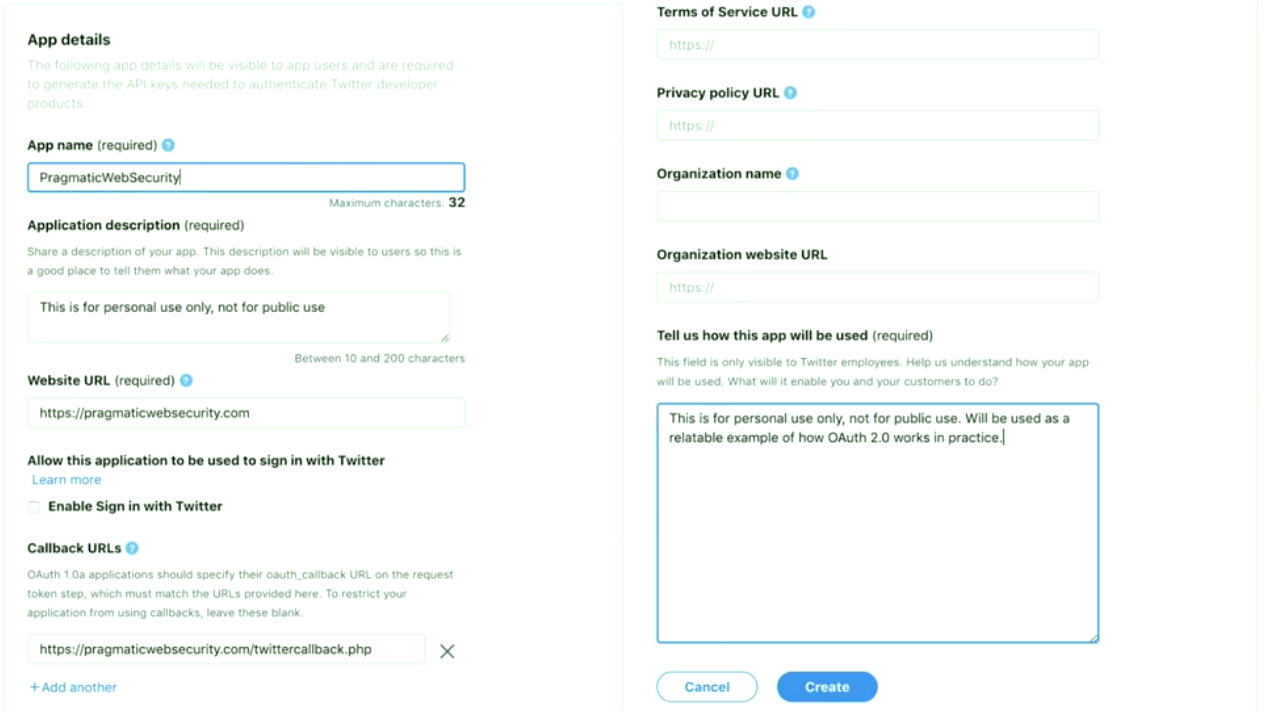 App details
The following app details will be visible to app users and are required
to generate the API keys needed to authenticate Twitter developer
products.
App name (required) ?
PragmaticWebSecurity
Maximum characters: 32
Application description (required)
Share a description of your app. This description will be visible to users so this is
a good place to tell them what your app does.
This is for personal use only, not for public use
Between 10 and 200 characters
Website URL (required) ?
https://pragmaticwebsecurity.com
Allow this application to be used to sign in with Twitter
Learn more
Enable Sign in with Twitter
Callback URLs ?
OAuth 1.0a applications should specify their oauth_callback URL on the request
token step, which must match the URLs provided here. To restrict your
application from using callbacks, leave these blank.
https://pragmaticwebsecurity.com/twittercallback.php
+Add another
Terms of Service URL ?
https://
Privacy policy URL ?
https://
Organization name ?
Organization website URL
https://
Tell us how this app will be used (required)
This field is only visible to Twitter employees. Help us understand how your app
will be used. What will it enable you and your customers to do?
This is for personal use only, not for public use. Will be used as a
relatable example of how OAuth 2.0 works in practice.
Cancel
Create